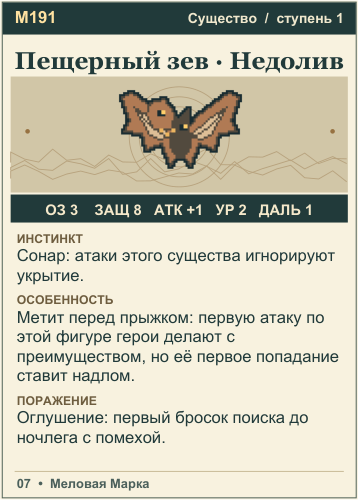 М191
Существо / ступень 1
Пещерный зев · Недолив
ОЗ 3 ЗАЩ 8 АТК +1 УР 2 ДАЛЬ 1
ИНСТИНКТ
Сонар: атаки этого существа игнорируют
укрытие.
ОСОБЕННОСТЬ
Метит перед прыжком: первую атаку по
этой фигуре герои делают с
преимуществом, но её первое попадание
ставит надлом.
ПОРАЖЕНИЕ
Оглушение: первый бросок поиска до
ночлега с помехой.
07 • Меловая Марка